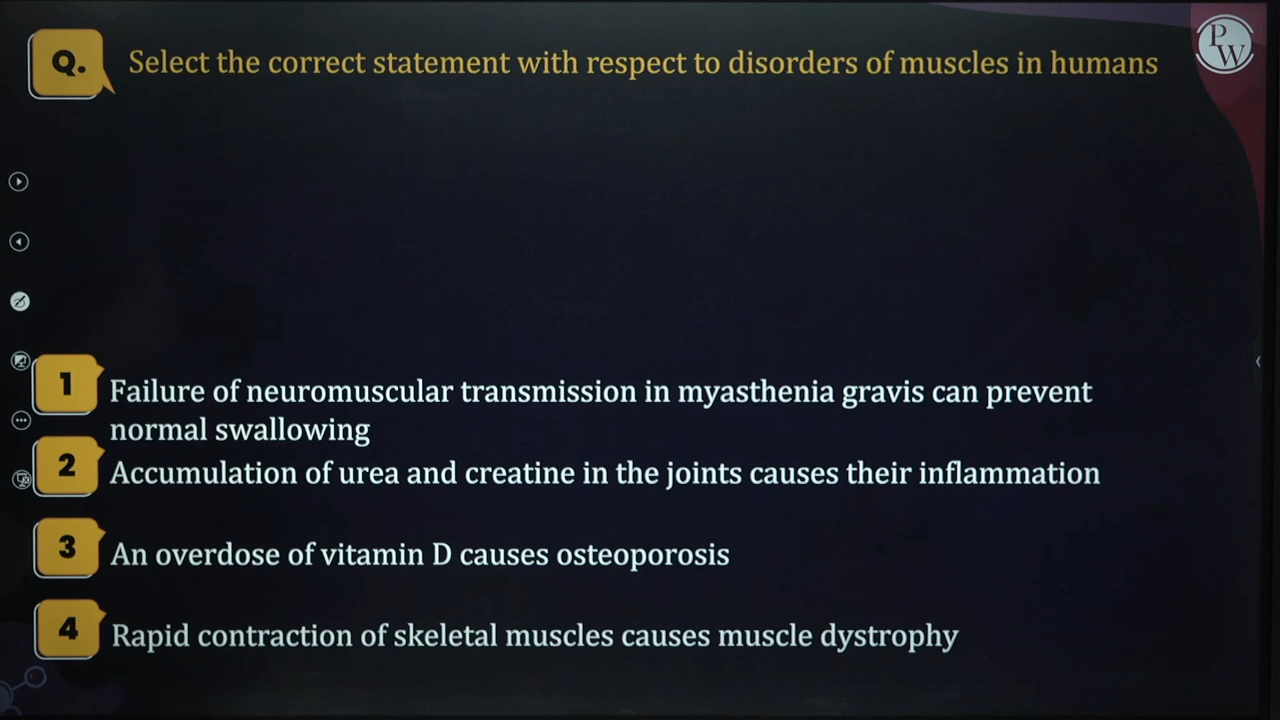 Q.
Select the correct statement with respect to disorders of muscles in humans
PW
1
Failure of neuromuscular transmission in myasthenia gravis can prevent
normal swallowing
2
Accumulation of urea and creatine in the joints causes their inflammation
3
An overdose of vitamin D causes osteoporosis
4
Rapid contraction of skeletal muscles causes muscle dystrophy